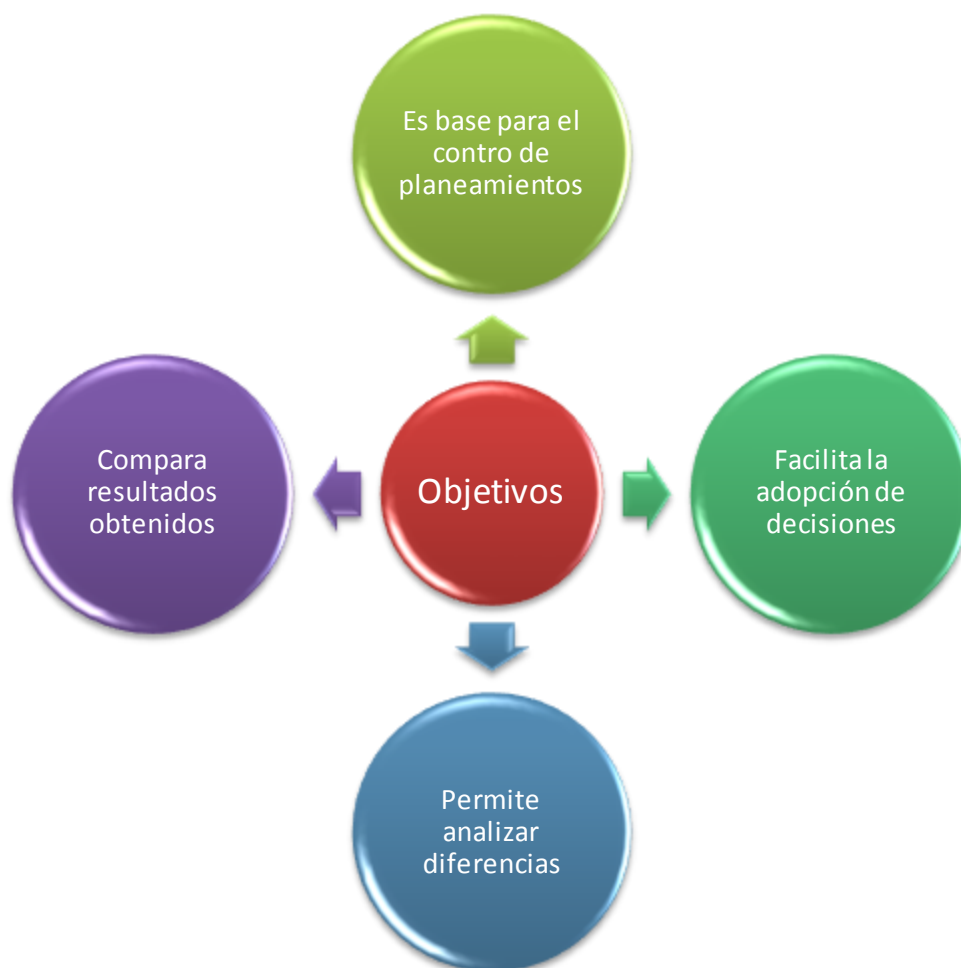 Es base para el
contro de
planeamientos
Compara
resultados
obtenidos
Objetivos
Facilita la
adopción de
decisiones
Permite
analizar
diferencias